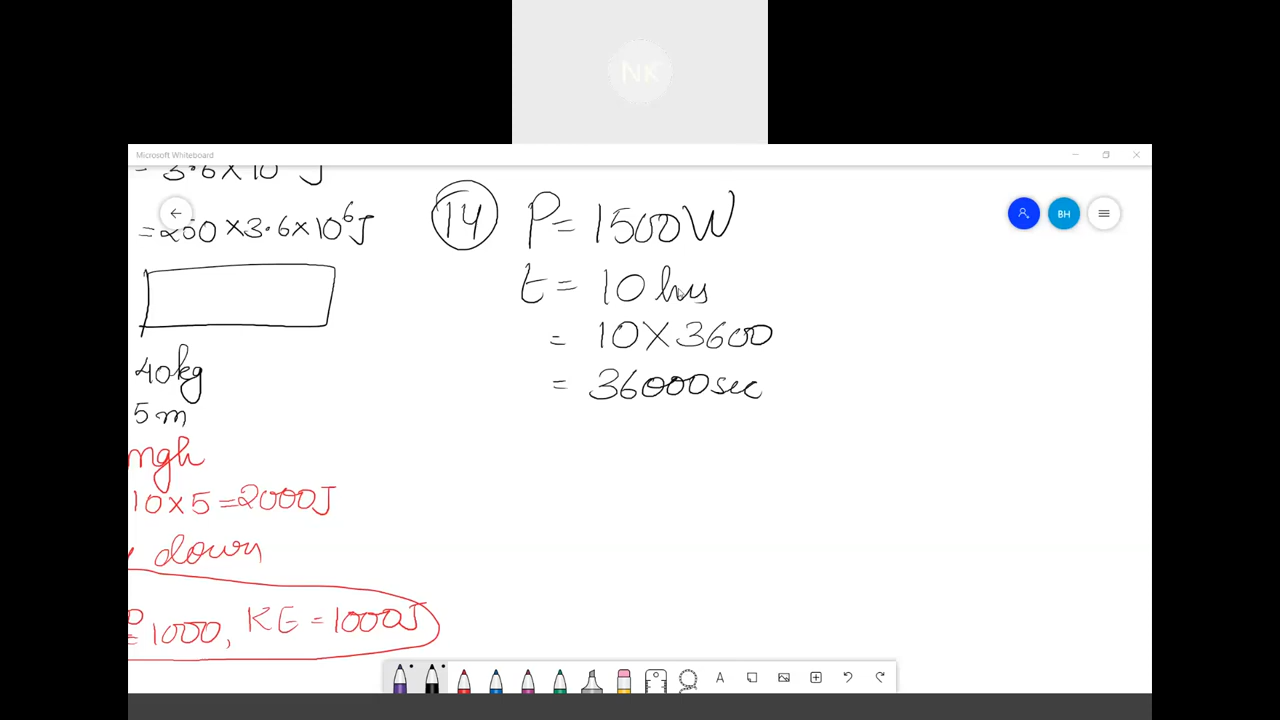 NK
Microsoft Whiteboard
= 3.6×10 J
= 200 ×3.6×10⁶J
40kg
5 m
mgh
10×5 =2000J
down
= 1000, KE = 1000J
14 P= 1500W
t = 10 hrs
= 10×3600
= 36000sec
BH
A